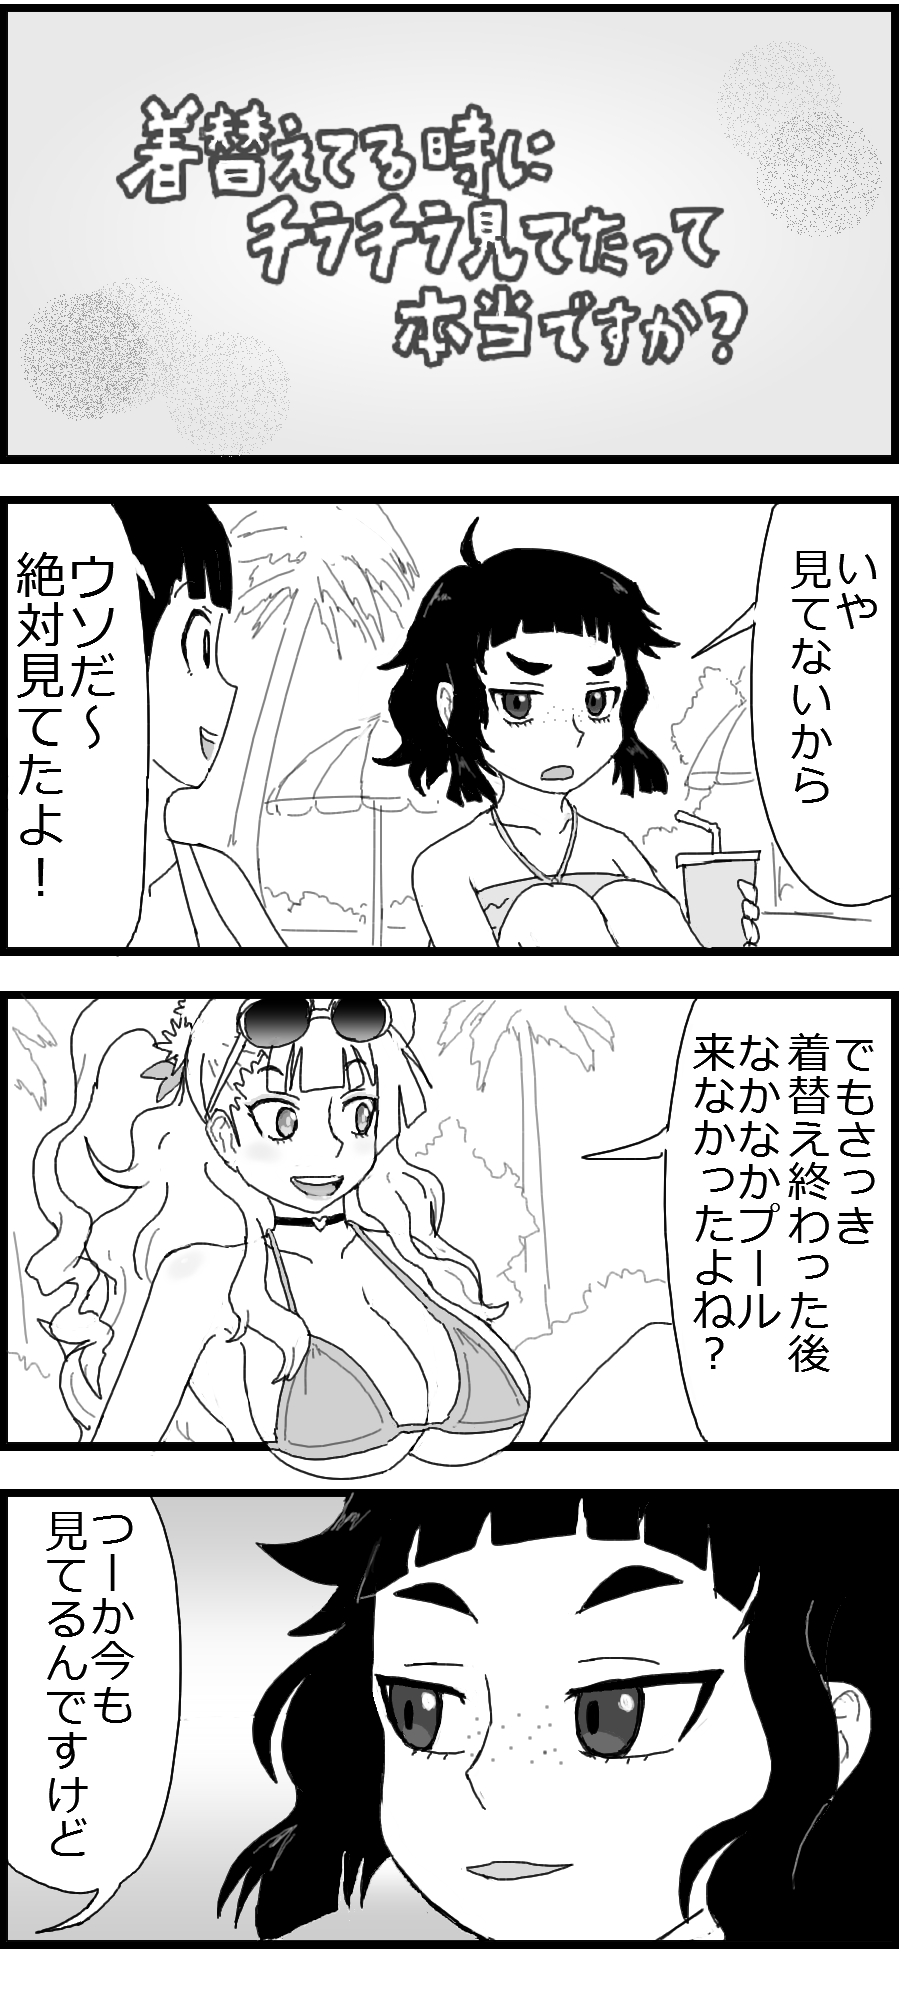 着替えてる時に
チラチラ見てたって
本当ですか?
いや
見てないから
ウソだ～
絶対見てたよ！
でもさっき
着替え終わった後
なかなかプール
来なかったよね？
つーか今も
見てるんですけど